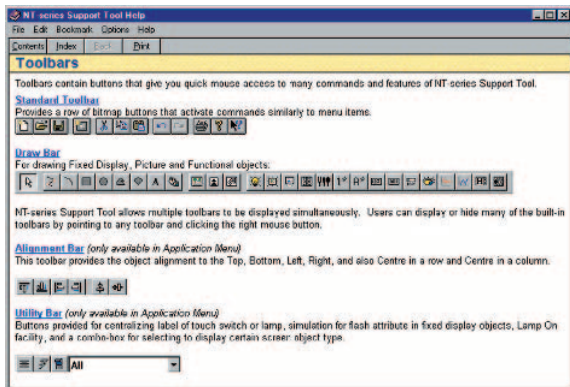 NT-series Support Tool Help
File Edit Bookmark Options Help
Contents Index Back Print
Toolbars
Toolbars contain buttons that give you quick mouse access to many commands and features of NT-series Support Tool.
Standard Toolbar
Provides a row of bitmap buttons that activate commands similarly to menu items.
Draw Bar
For drawing Fixed Display, Picture and Functional objects:
NT-series Support Tool allows multiple toolbars to be displayed simultaneously. Users can display or hide many of the built-in
toolbars by pointing to any toolbar and clicking the right mouse button.
Alignment Bar (only available in Application Menu)
This toolbar provides the object alignment to the Top, Bottom, Left, Right, and also Centre in a row and Centre in a column.
Utility Bar (only available in Application Menu)
Buttons provided for centralizing label of touch switch or lamp, simulation for flash attribute in fixed display objects, Lamp On
facility, and a combo-box for selecting to display certain screen object type.
All